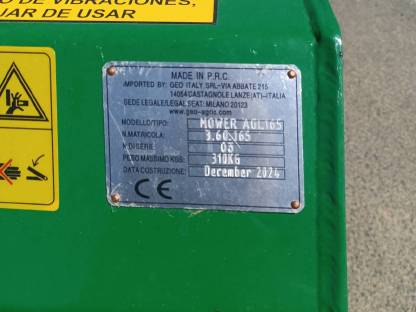 O DE VIBRACIONES,
JAR DE USAR
MADE IN P.R.C.
IMPORTED BY: GEO ITALY SRL-VIA ABBATE 215
14054 CASTAGNOLE LANZE(AT)-ITALIA
SEDE LEGALE/LEGAL SEAT: MILANO 20123
www.geo-agric.com
MODELLO/TIPO: MOWER AGL165
N.MATRICOLA: 3.60.165
N.DI SERIE 03
PESO MASSIMO KGS: 310KG
DATA COSTRUZIONE: December 2024
CE